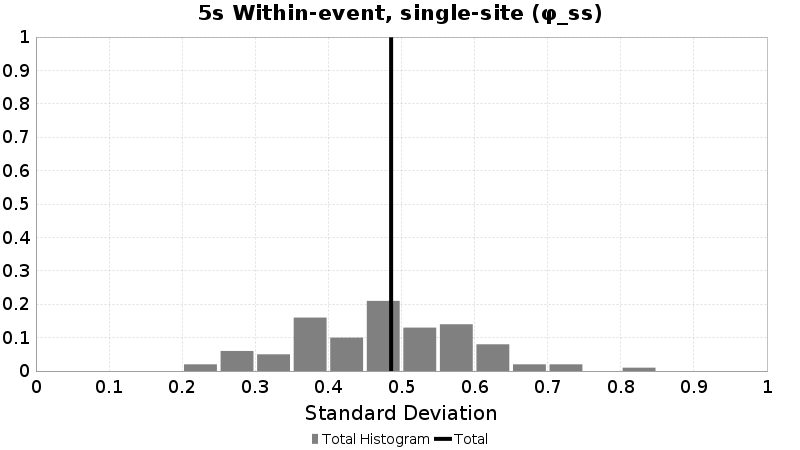 5s Within-event, single-site (φ_ss)
1
0.9
0.8
0.7
0.6
0.5
0.4
0.3
0.2
0.1
0
0 0.1 0.2 0.3 0.4 0.5 0.6 0.7 0.8 0.9 1
Standard Deviation
Total Histogram Total